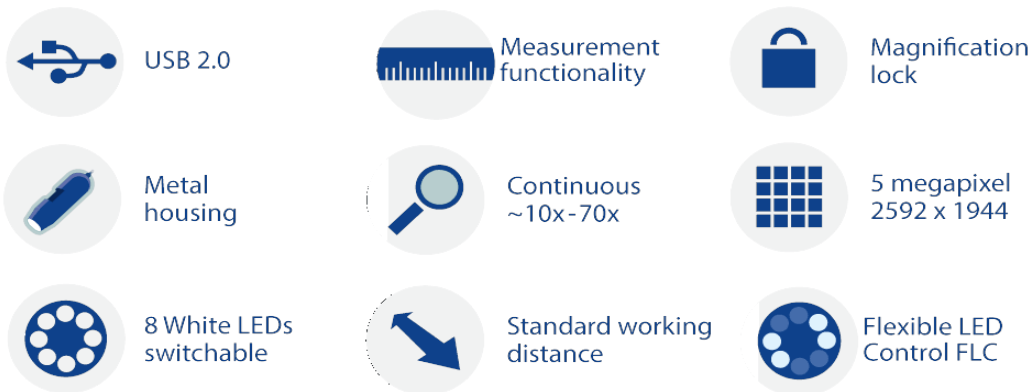 USB 2.0
Measurement
functionality
Magnification
lock
Metal
housing
Continuous
~10x-70x
5 megapixel
2592 x 1944
8 White LEDs
switchable
Standard working
distance
Flexible LED
Control FLC